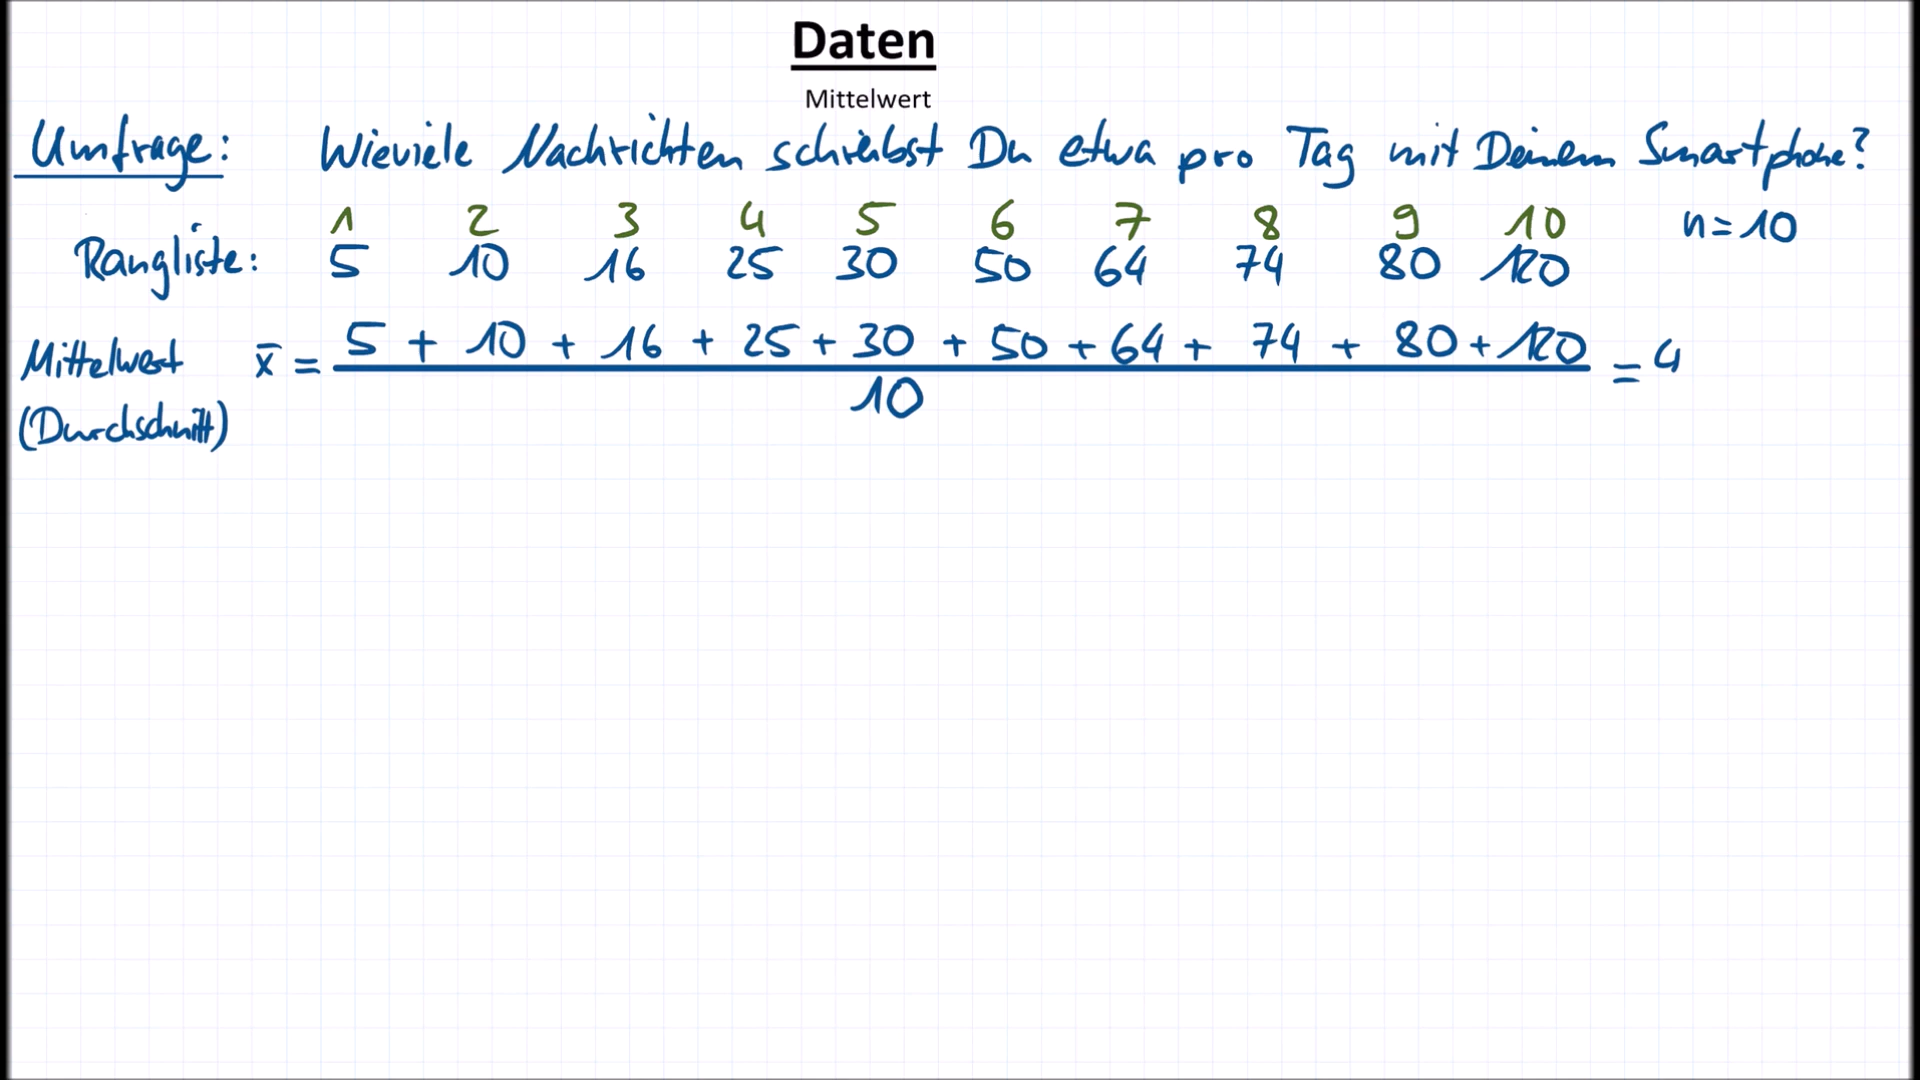 Daten
Mittelwert
Umfrage: Wieviele Nachrichten schreibst Du etwa pro Tag mit Deinem Smartphone?
1 2 3 4 5 6 7 8 9 10 n=10
Rangliste: 5 10 16 25 30 50 64 74 80 120
Mittelwert x̄ = 5 + 10 + 16 + 25 + 30 + 50 + 64 + 74 + 80 + 120 = 4
10
(Durchschnitt)